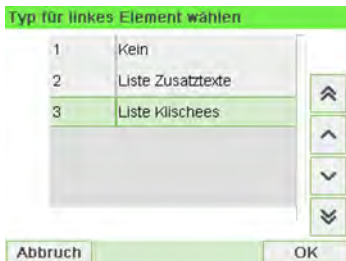 Typ für linkes Element wählen
1 Kein
2 Liste Zusatztexte
3 Liste Klischees
Abbruch OK